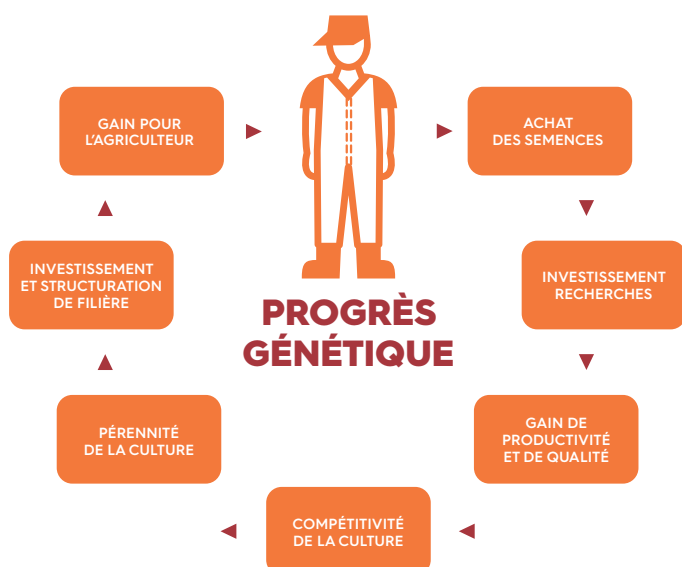 GAIN POUR
L'AGRICULTEUR
ACHAT
DES SEMENCES
INVESTISSEMENT
RECHERCHES
GAIN DE
PRODUCTIVITÉ
ET DE QUALITÉ
COMPÉTITIVITÉ
DE LA CULTURE
PÉRENNITÉ
DE LA CULTURE
INVESTISSEMENT
ET STRUCTURATION
DE FILIÈRE
PROGRÈS
GÉNÉTIQUE